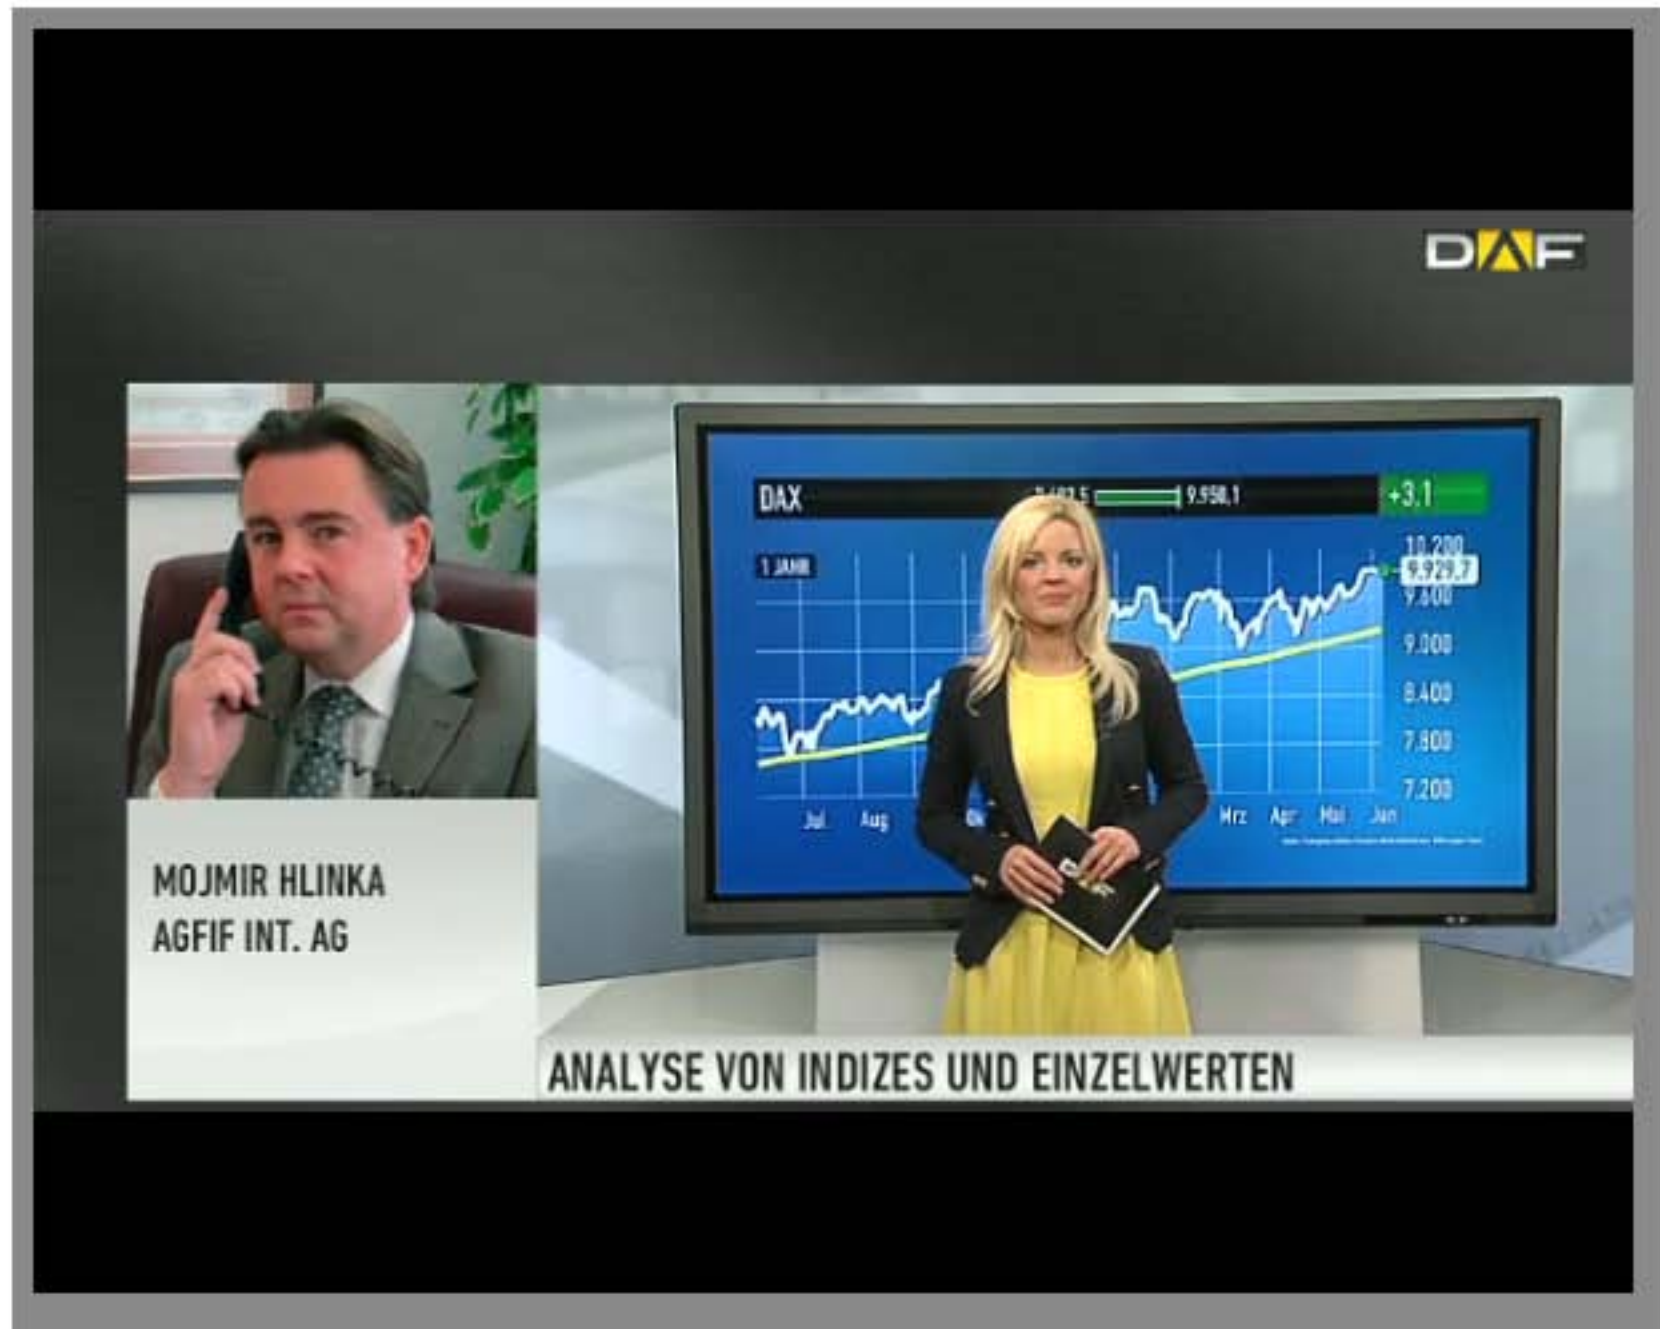 DAF
DAX
9.950,1
+3.1
1 JAHR
10.200
9.929.7
9.600
9.000
8.400
7.800
7.200
Jul Aug
Mrz Apr Mai Jun
MOJMIR HLINKA
AGFIF INT. AG
ANALYSE VON INDIZES UND EINZELWERTEN